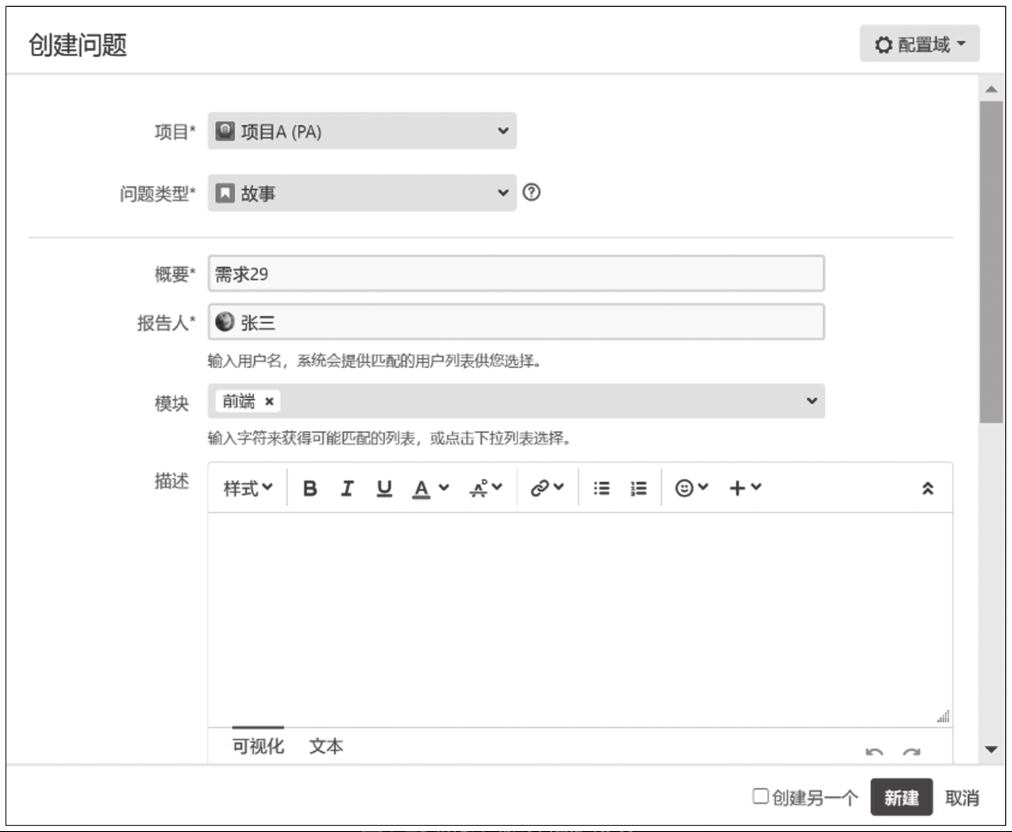 创建问题
配置域
项目* 项目A (PA)
问题类型* 故事
概要* 需求29
报告人* 张三
输入用户名，系统会提供匹配的用户列表供您选择。
模块 前端 ×
输入字符来获得可能匹配的列表，或点击下拉列表选择。
描述 样式 B I U A
可视化 文本
创建另一个 新建 取消